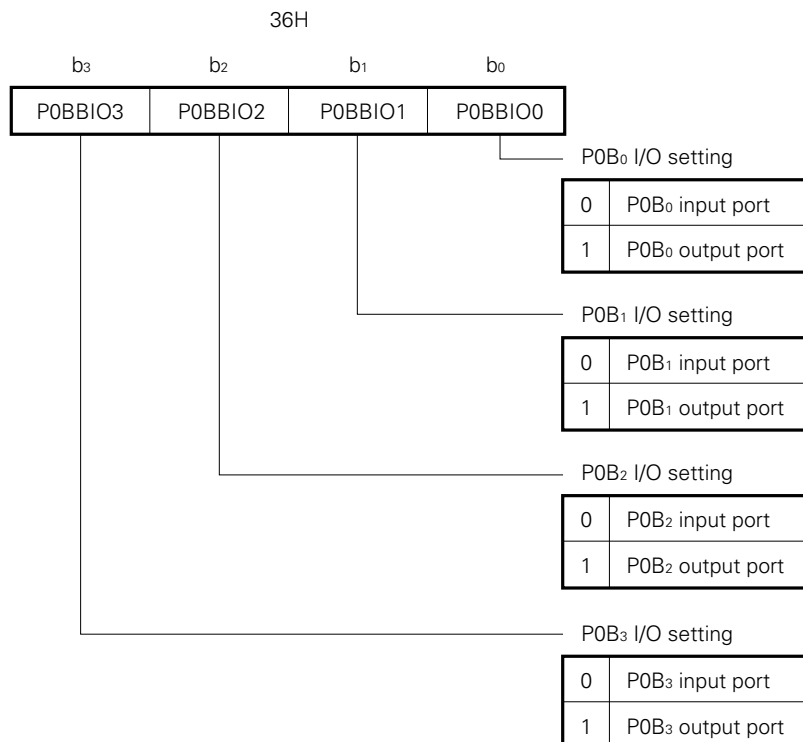 36H
b₃ b₂ b₁ b₀
P0BBIO3 P0BBIO2 P0BBIO1 P0BBIO0
P0B₀ I/O setting
0 P0B₀ input port
1 P0B₀ output port
P0B₁ I/O setting
0 P0B₁ input port
1 P0B₁ output port
P0B₂ I/O setting
0 P0B₂ input port
1 P0B₂ output port
P0B₃ I/O setting
0 P0B₃ input port
1 P0B₃ output port